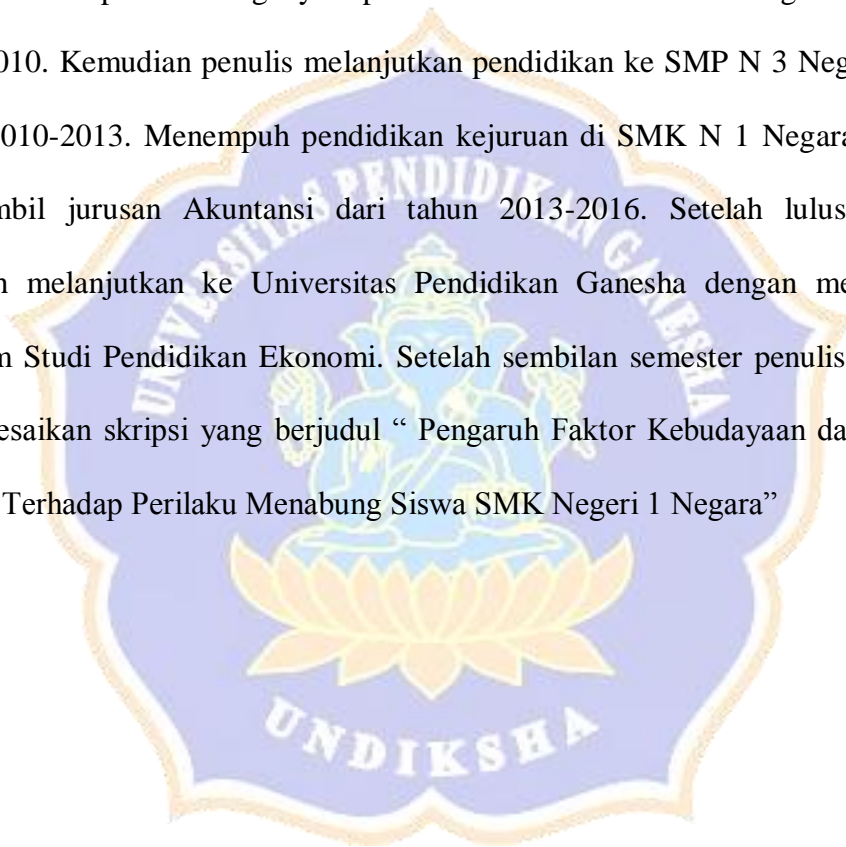 010. Kemudian penulis melanjutkan pendidikan ke SMP N 3 Neg
010-2013. Menempuh pendidikan kejuruan di SMK N 1 Negara
mbil jurusan Akuntansi dari tahun 2013-2016. Setelah lulus
n melanjutkan ke Universitas Pendidikan Ganesha dengan me
m Studi Pendidikan Ekonomi. Setelah sembilan semester penulis
esaikan skripsi yang berjudul “ Pengaruh Faktor Kebudayaan da
Terhadap Perilaku Menabung Siswa SMK Negeri 1 Negara”
UNIVERSITAS PENDIDIKAN GANESHA
UNDIKSHA